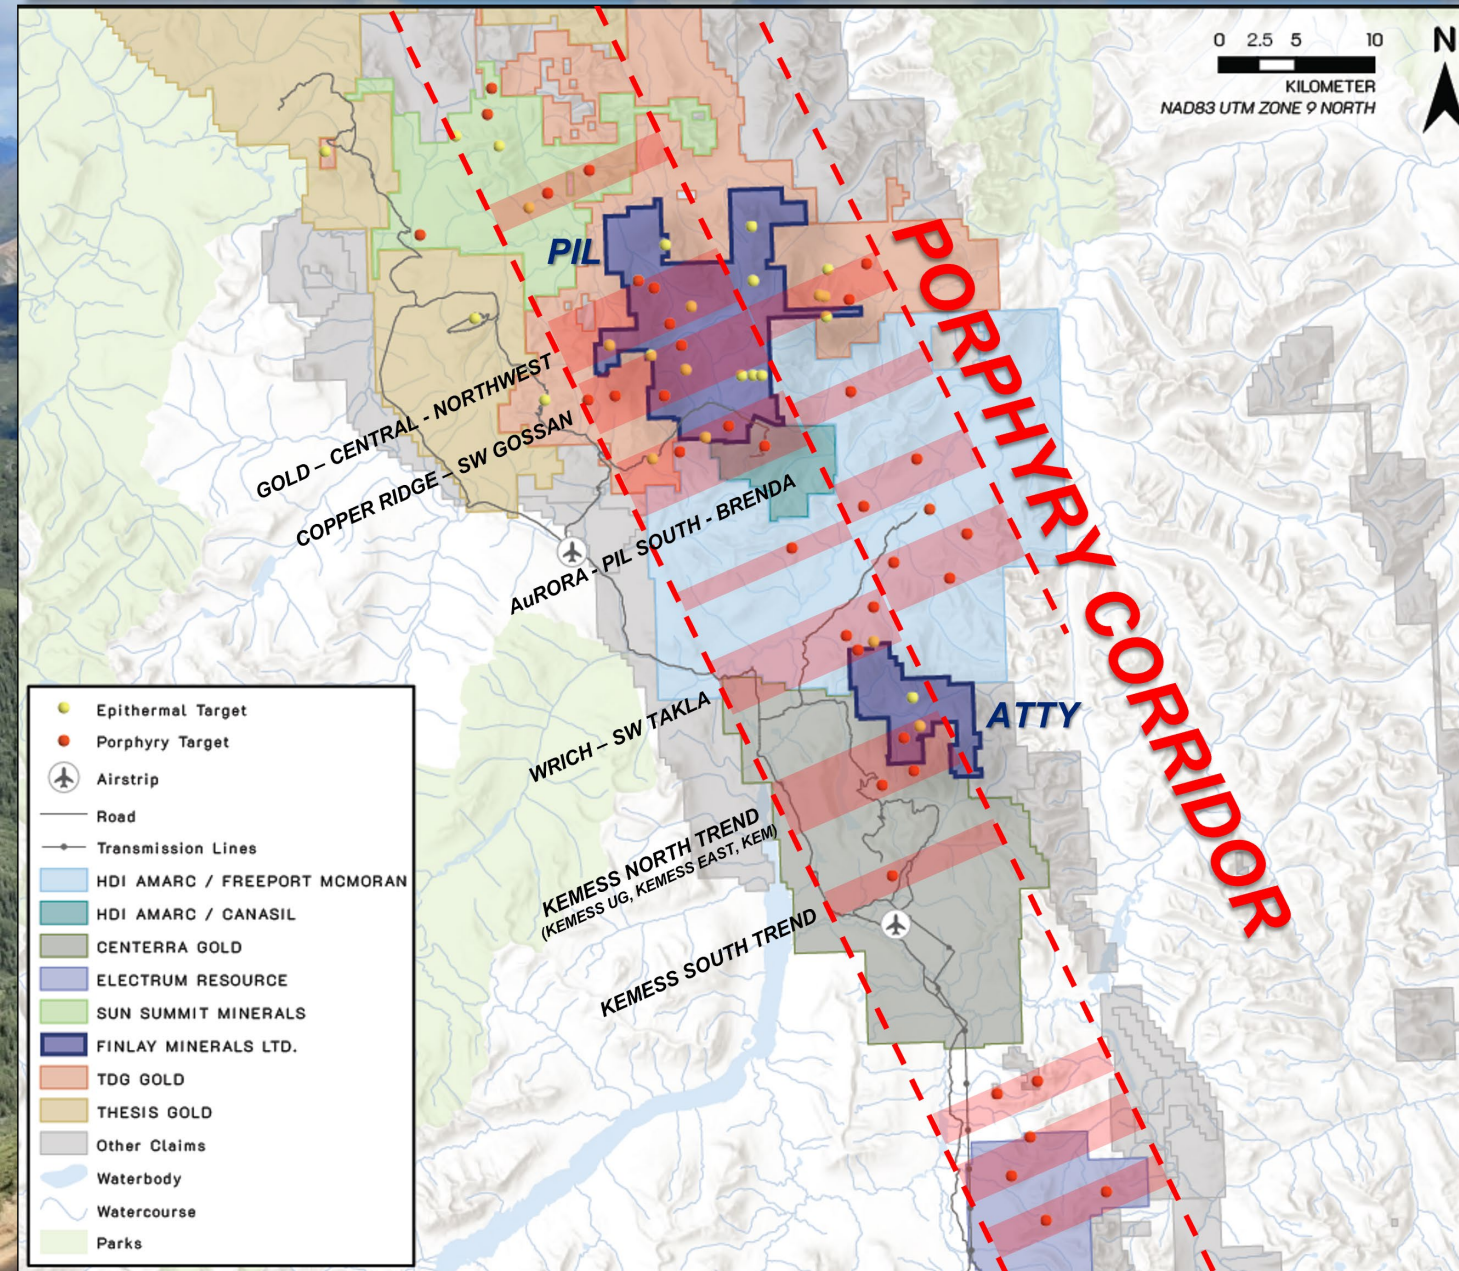 0 2.5 5 10
KILOMETER
NAD83 UTM ZONE 9 NORTH
N
PIL
PORPHYRY CORRIDOR
GOLD – CENTRAL - NORTHWEST
COPPER RIDGE – SW GOSSAN
AuRORA - PIL SOUTH - BRENDA
ATTY
WRICH – SW TAKLA
KEMESS NORTH TREND
(KEMESS UG, KEMESS EAST, KEM)
KEMESS SOUTH TREND
Epithermal Target
Porphyry Target
Airstrip
Road
Transmission Lines
HDI AMARC / FREEPORT MCMORAN
HDI AMARC / CANASIL
CENTERRA GOLD
ELECTRUM RESOURCE
SUN SUMMIT MINERALS
FINLAY MINERALS LTD.
TDG GOLD
THESIS GOLD
Other Claims
Waterbody
Watercourse
Parks